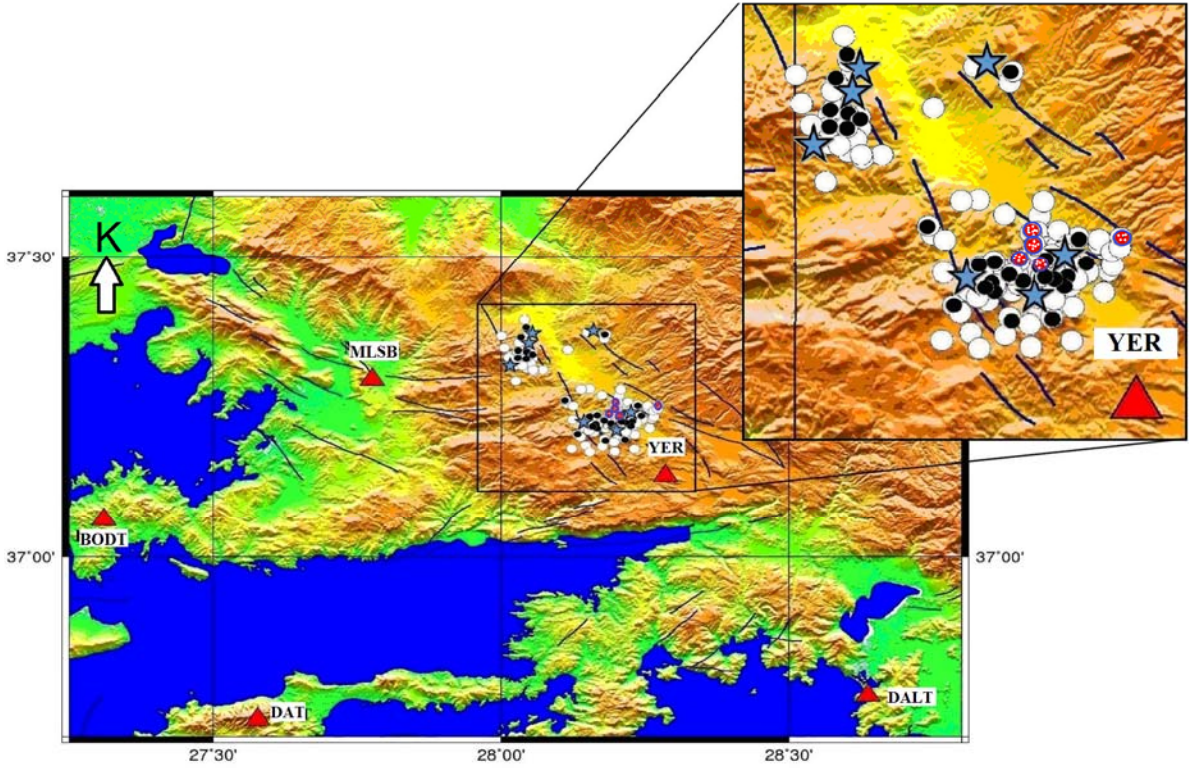 YER
K
37°30'
MLSB
YER
BODT
37°00'
37°00'
DAT
DALT
27°30'
28°00'
28°30'